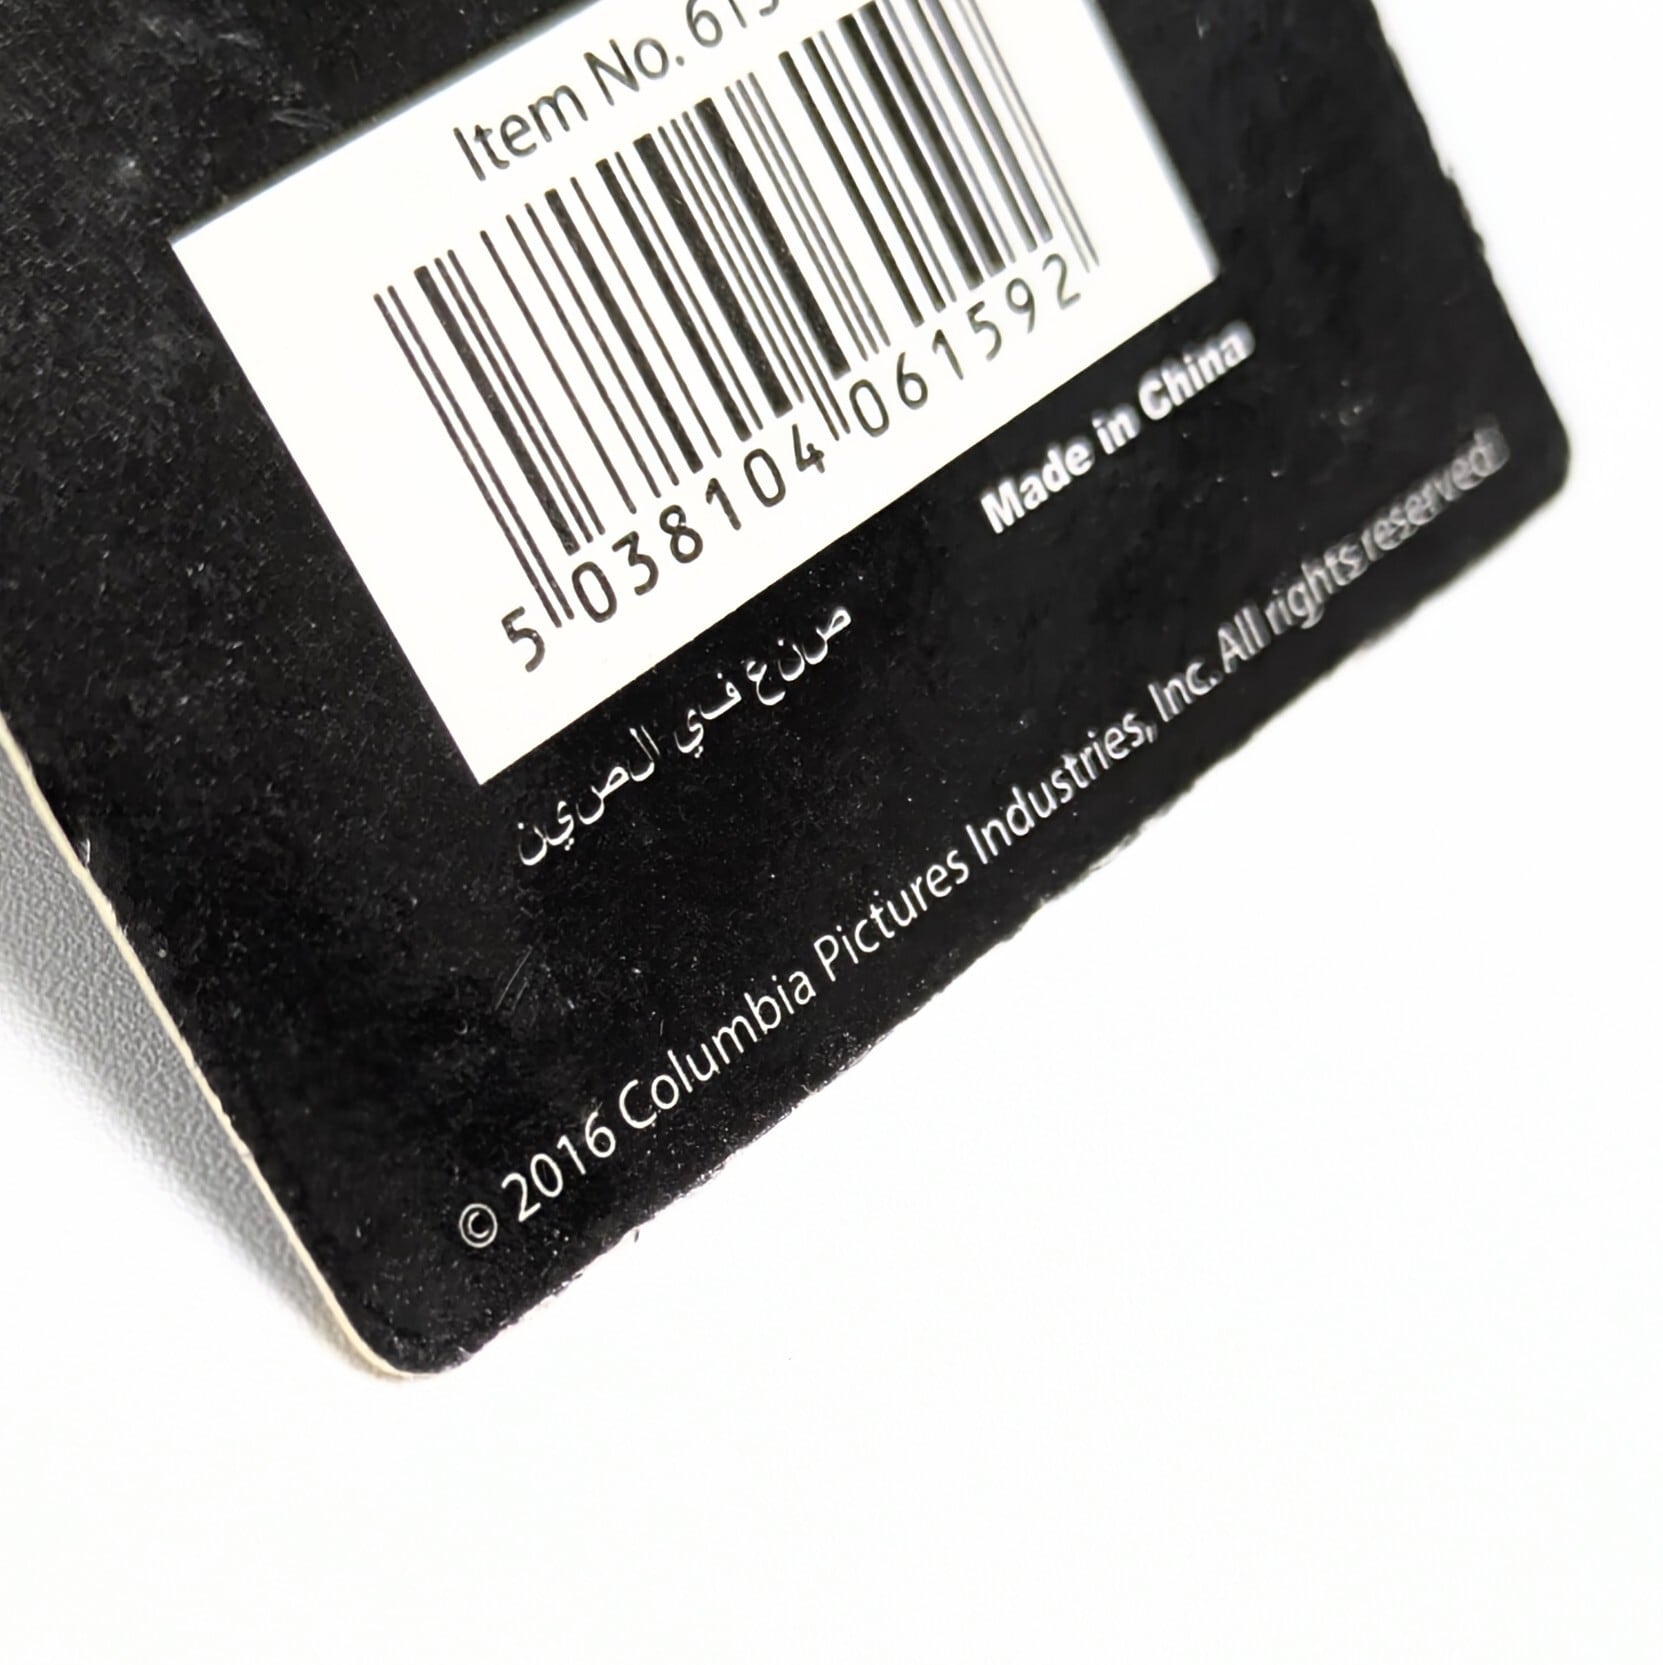 Item No. 61
5 038104 061592
Made in China
صنع في الصين
© 2016 Columbia Pictures Industries, Inc. All rights reserved.